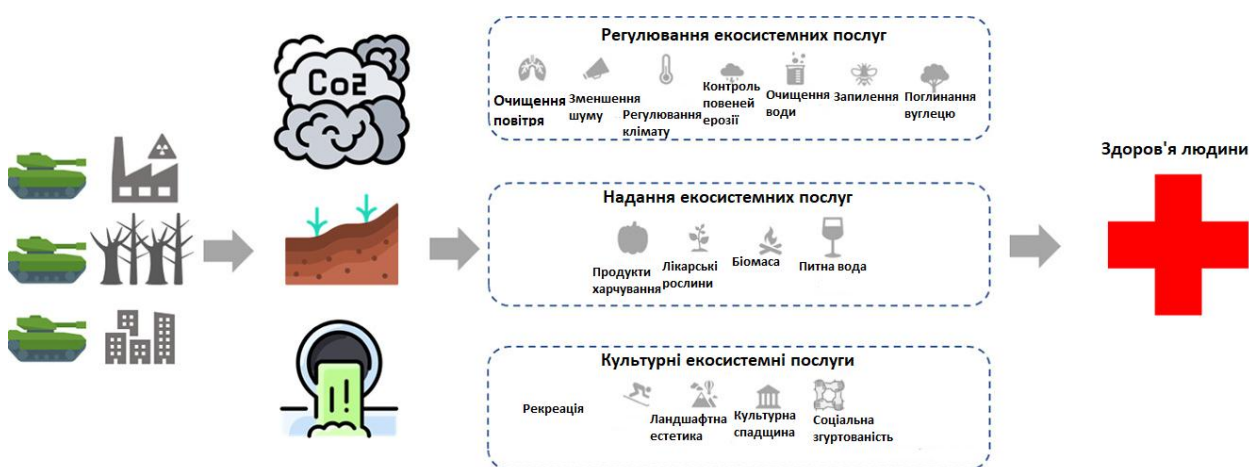 Co2
Регулювання екосистемних послуг
Очищення
повітря
Зменшення
шуму
Регулювання
клімату
Контроль
повеней
ерозії
Очищення
води
Запилення
Поглинання
вуглецю
Надання екосистемних послуг
Продукти
харчування
Лікарські
рослини
Біомаса
Питна вода
Культурні екосистемні послуги
Рекреація
Ландшафтна
естетика
Культурна
спадщина
Соціальна
згуртованість
Здоров'я людини